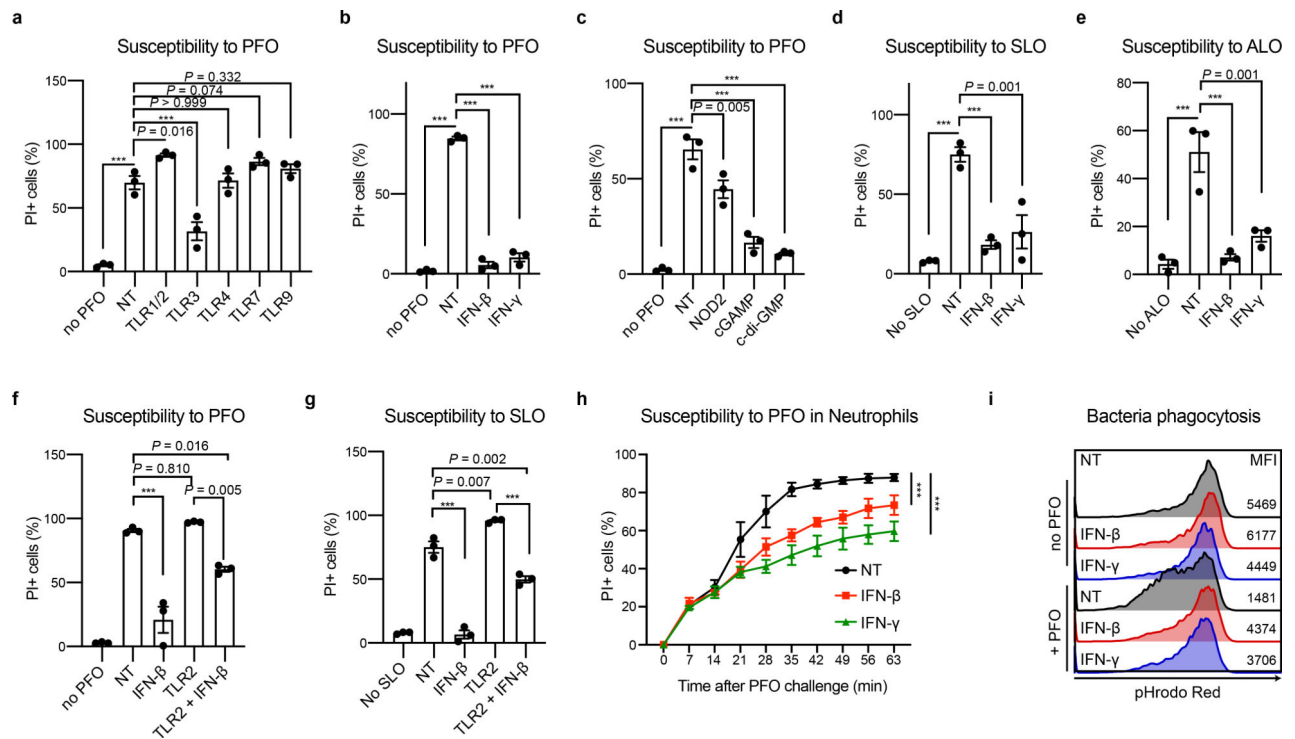 a
Susceptibility to PFO
P = 0.332
P = 0.074
P > 0.999
***
P = 0.016
***
150
100
50
0
PI+ cells (%)
no PFO
NT
TLR1/2
TLR3
TLR4
TLR7
TLR9
b
Susceptibility to PFO
***
***
***
100
50
0
PI+ cells (%)
no PFO
NT
IFN-β
IFN-γ
c
Susceptibility to PFO
***
***
P = 0.005
***
100
50
0
PI+ cells (%)
no PFO
NT
NOD2
cGAMP
c-di-GMP
d
Susceptibility to SLO
P = 0.001
***
***
100
50
0
PI+ cells (%)
No SLO
NT
IFN-β
IFN-γ
e
Susceptibility to ALO
P = 0.001
***
***
80
60
40
20
0
PI+ cells (%)
No ALO
NT
IFN-β
IFN-γ
f
Susceptibility to PFO
P = 0.016
P = 0.810
***
P = 0.005
150
100
50
0
PI+ cells (%)
no PFO
NT
IFN-β
TLR2
TLR2 + IFN-β
g
Susceptibility to SLO
P = 0.002
P = 0.007
***
***
150
100
50
0
PI+ cells (%)
No SLO
NT
IFN-β
TLR2
TLR2 + IFN-β
h
Susceptibility to PFO in Neutrophils
100
80
60
40
20
0
PI+ cells (%)
***
***
NT
IFN-β
IFN-γ
0 7 14 21 28 35 42 49 56 63
Time after PFO challenge (min)
i
Bacteria phagocytosis
NT MFI
5469
IFN-β 6177
IFN-γ 4449
NT 1481
IFN-β 4374
IFN-γ 3706
no PFO
+ PFO
pHrodo Red